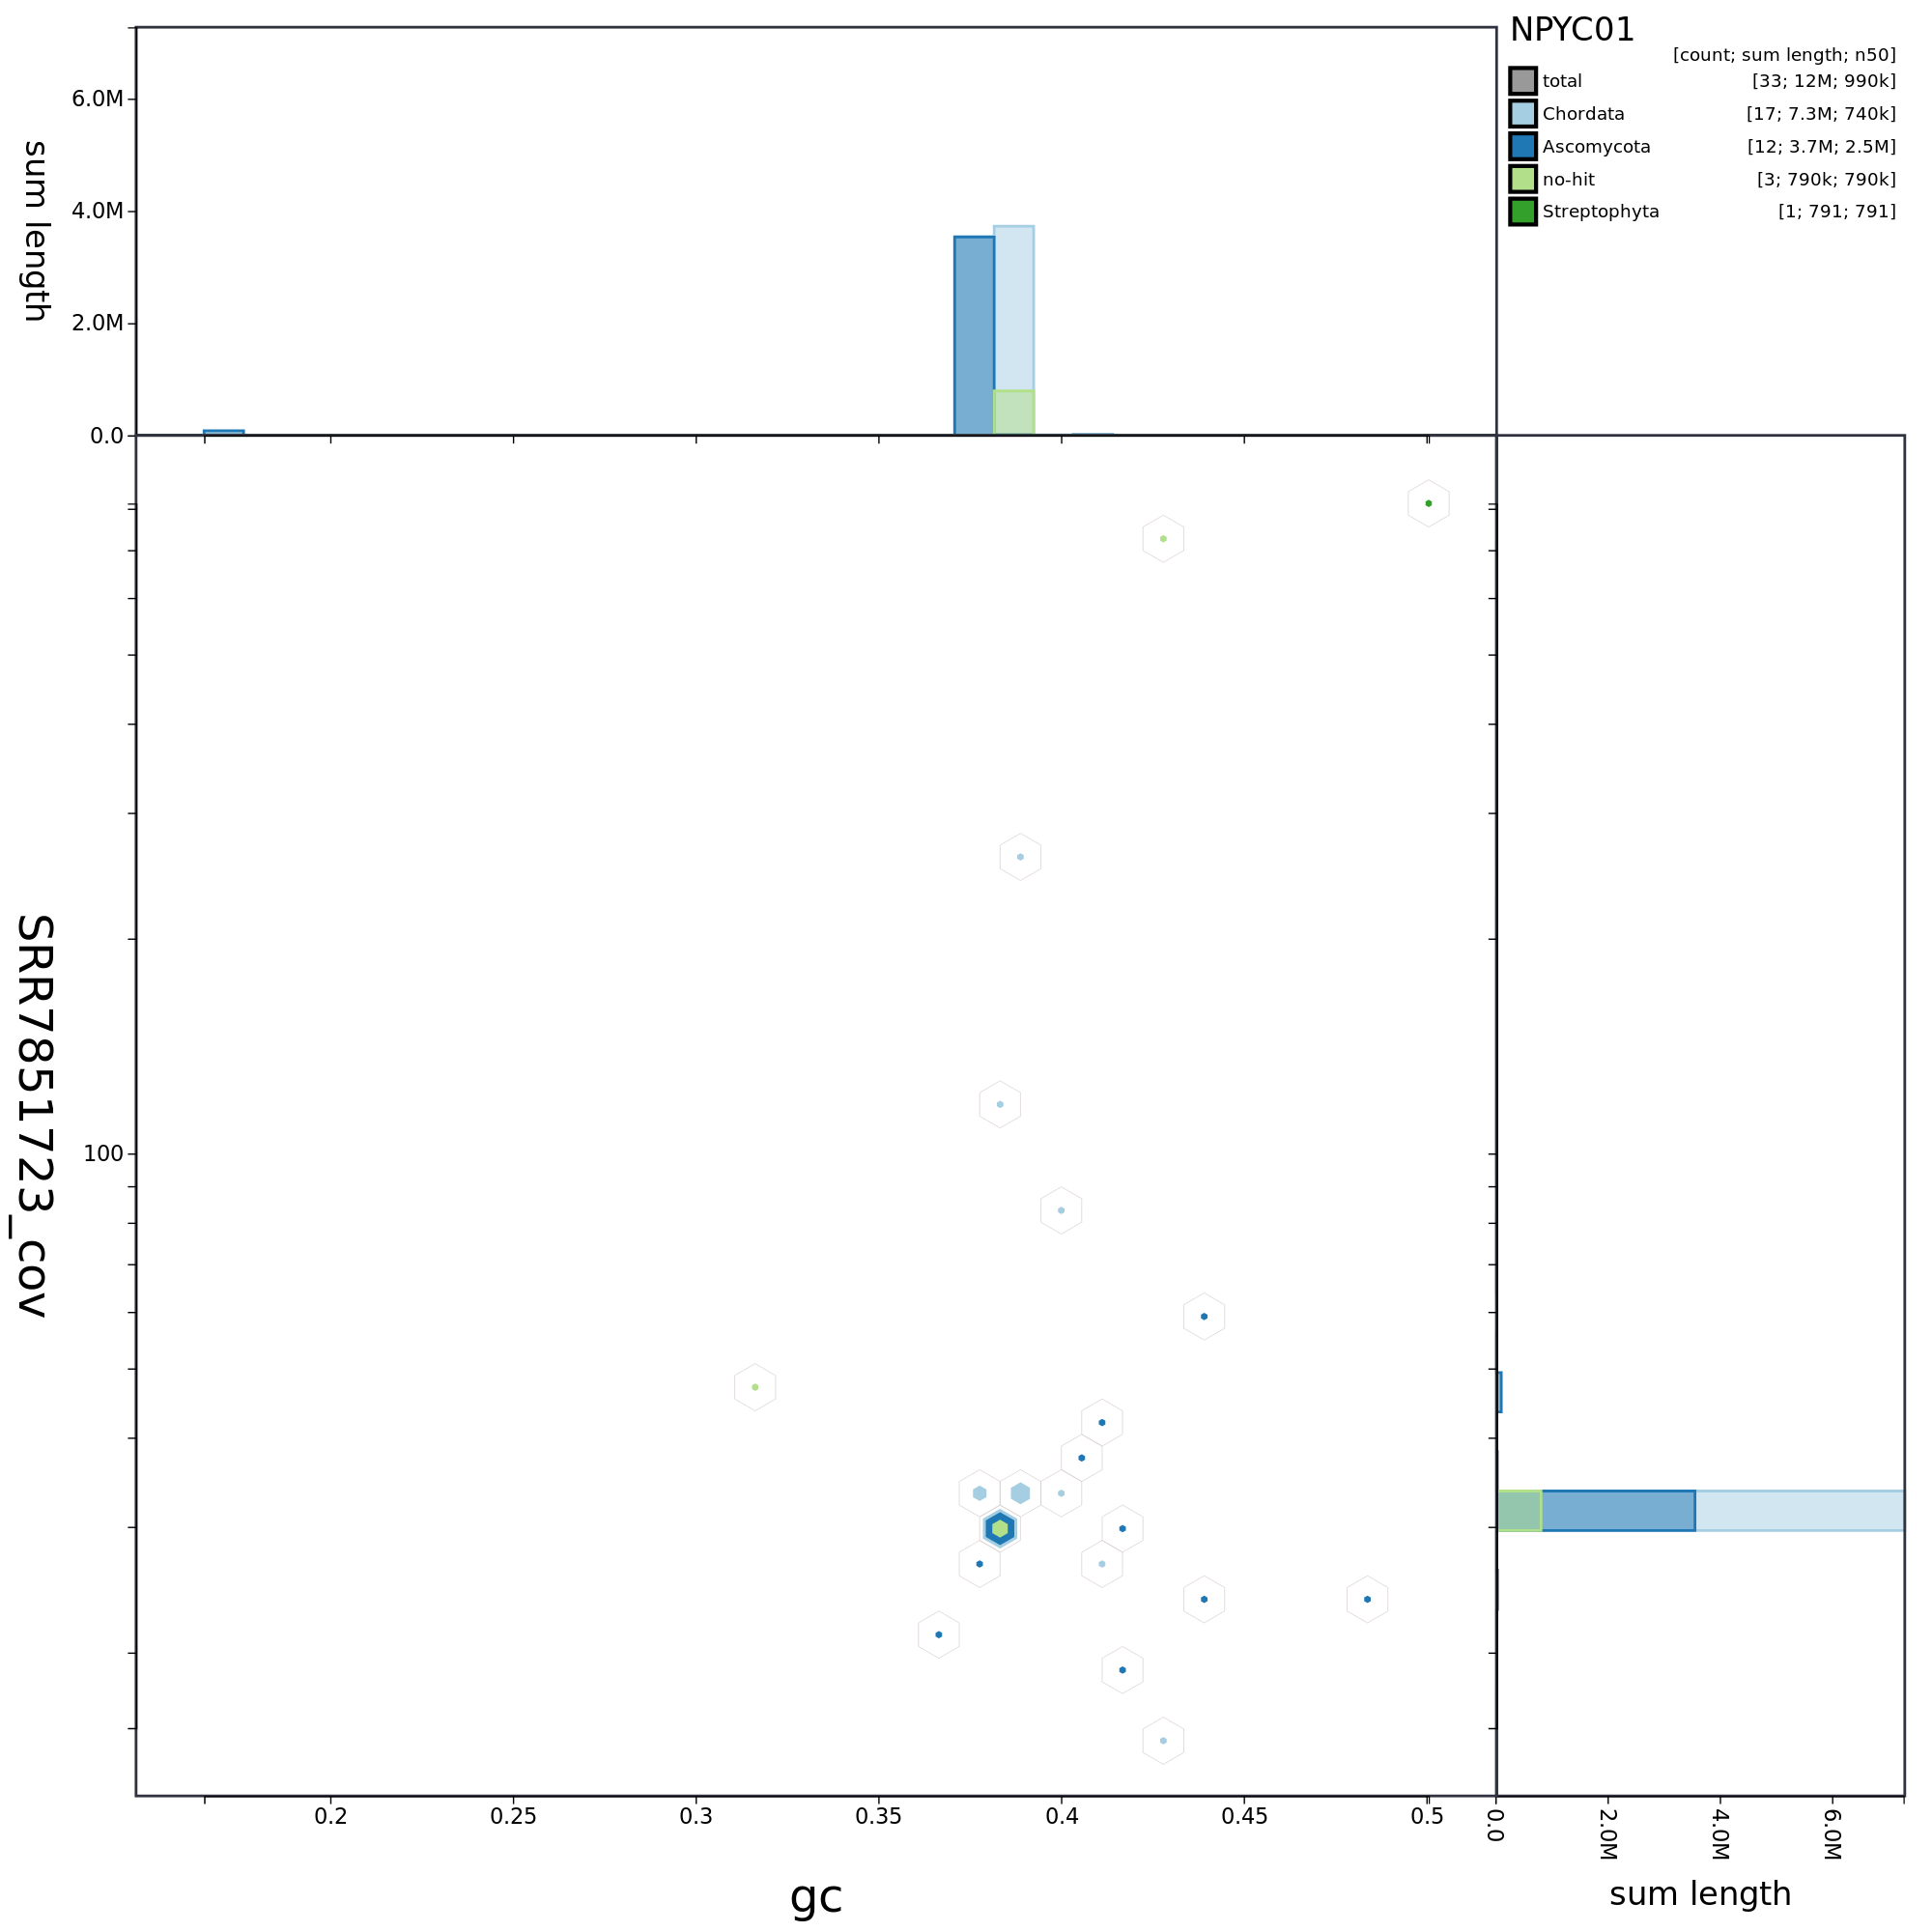 NPYC01
[count; sum length; n50]
total [33; 12M; 990k]
Chordata [17; 7.3M; 740k]
Ascomycota [12; 3.7M; 2.5M]
no-hit [3; 790k; 790k]
Streptophyta [1; 791; 791]
sum length
6.0M
4.0M
2.0M
0.0
SRR7851723_cov
100
0.2 0.25 0.3 0.35 0.4 0.45 0.5
gc
0.0 2.0M 4.0M 6.0M
sum length